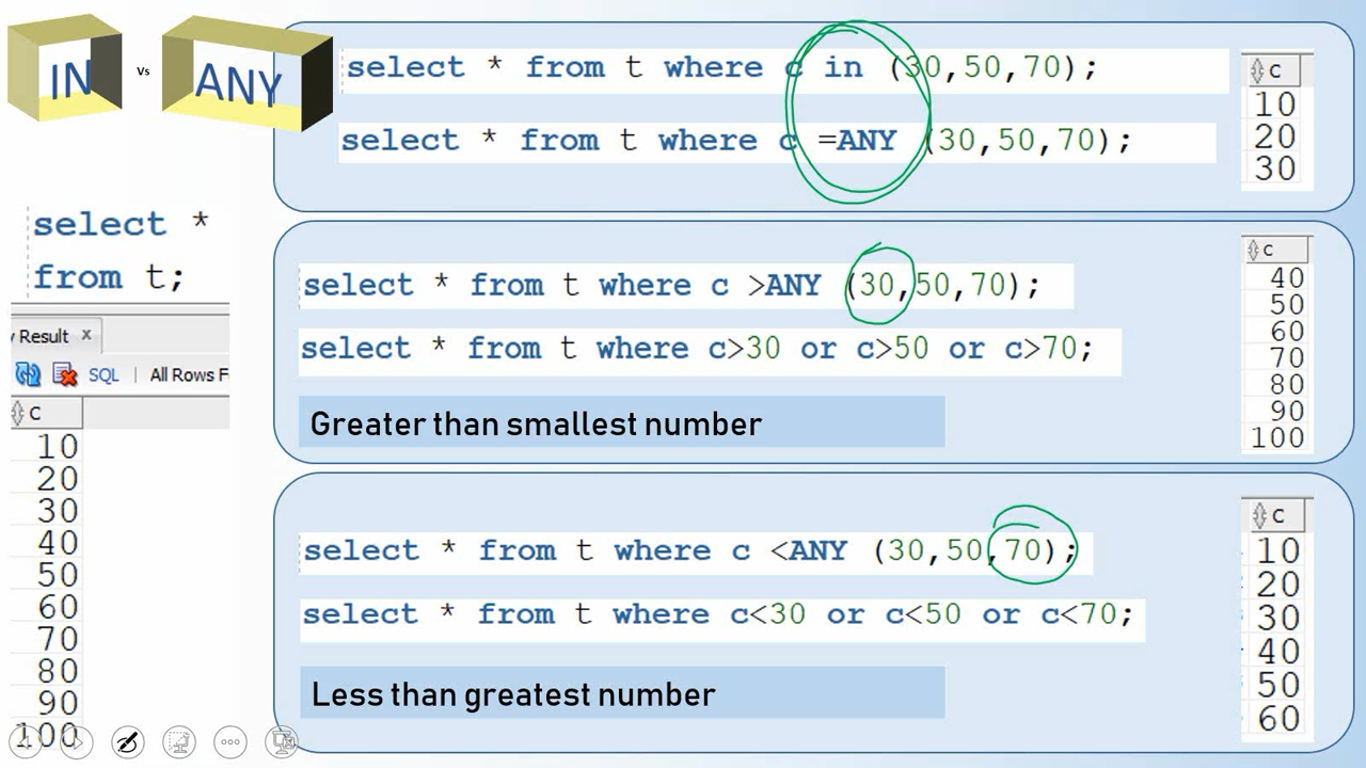 IN
Vs
ANY
select * from t where c in (30,50,70);
select * from t where c =ANY (30,50,70);
C
10
20
30
select *
from t;
y Result x
SQL | All Rows F
C
10
20
30
40
50
60
70
80
90
100
select * from t where c >ANY (30,50,70);
select * from t where c>30 or c>50 or c>70;
Greater than smallest number
C
40
50
60
70
80
90
100
select * from t where c <ANY (30,50,70);
select * from t where c<30 or c<50 or c<70;
Less than greatest number
C
10
20
30
40
50
60